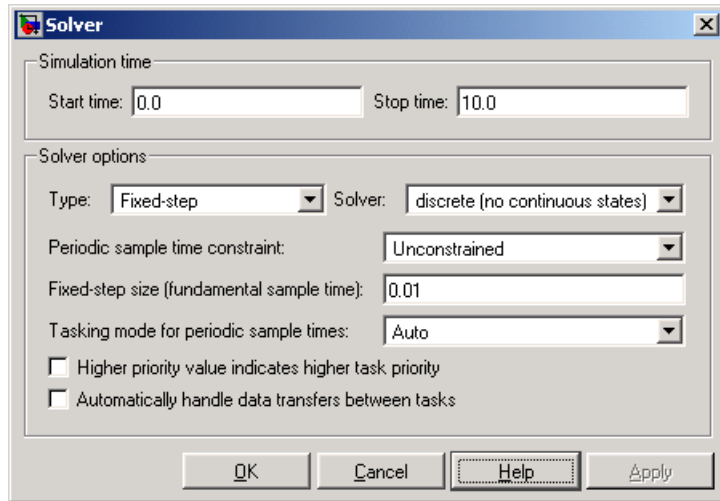 Solver
Simulation time
Start time: 0.0 Stop time: 10.0
Solver options
Type: Fixed-step Solver: discrete (no continuous states)
Periodic sample time constraint: Unconstrained
Fixed-step size (fundamental sample time): 0.01
Tasking mode for periodic sample times: Auto
Higher priority value indicates higher task priority
Automatically handle data transfers between tasks
OK Cancel Help Apply